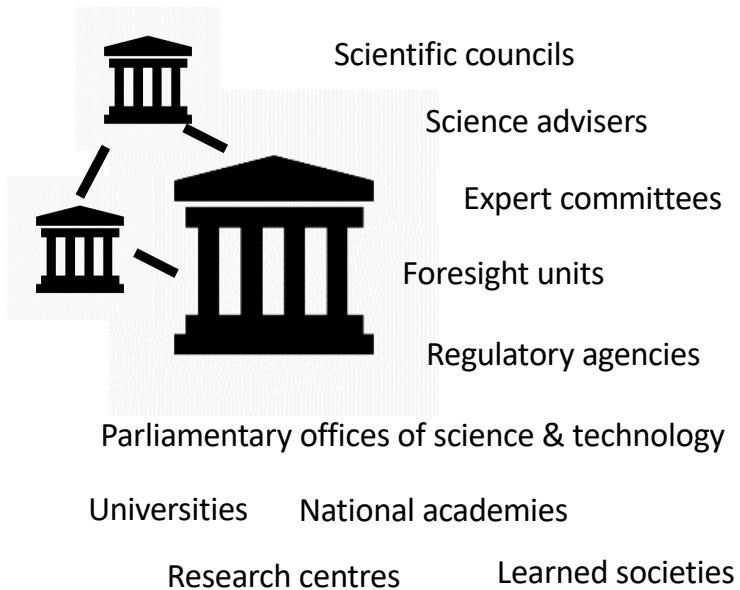 Scientific councils
Science advisers
Expert committees
Foresight units
Regulatory agencies
Parliamentary offices of science & technology
Universities
National academies
Research centres
Learned societies